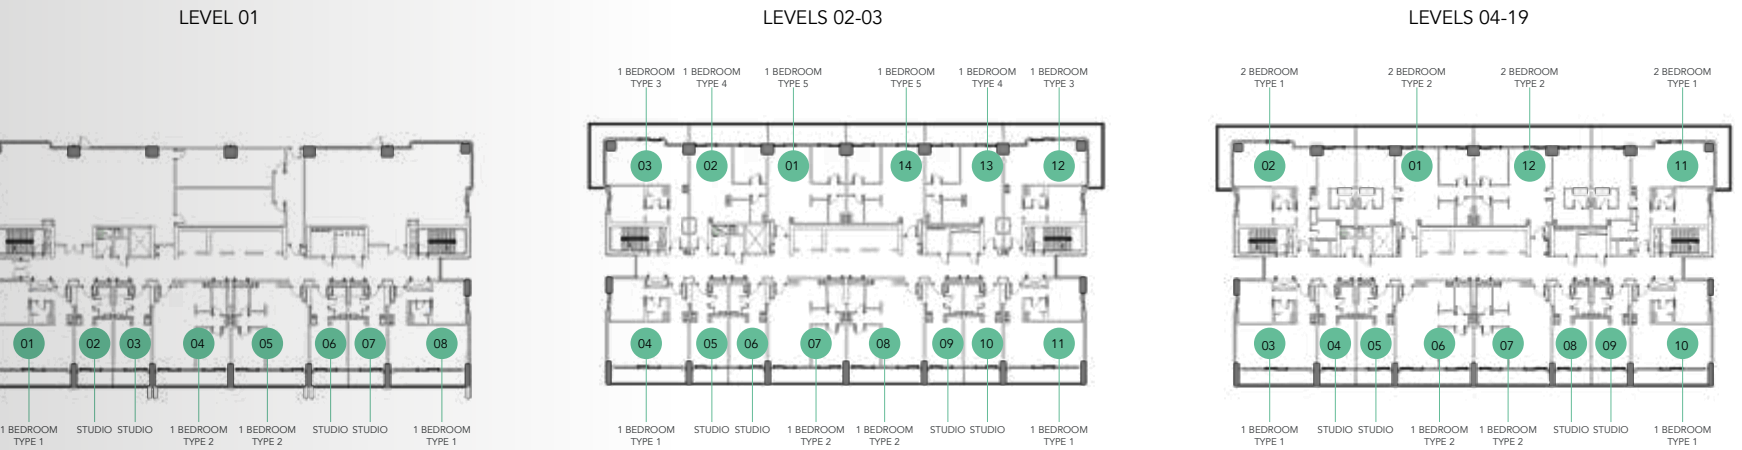 LEVEL 01
LEVELS 02-03
LEVELS 04-19
1 BEDROOM TYPE 3
1 BEDROOM TYPE 4
1 BEDROOM TYPE 5
1 BEDROOM TYPE 5
1 BEDROOM TYPE 4
1 BEDROOM TYPE 3
2 BEDROOM TYPE 1
2 BEDROOM TYPE 2
2 BEDROOM TYPE 2
2 BEDROOM TYPE 1
03 02 01 14 13 12
02 01 12 11
01 02 03 04 05 06 07 08
04 05 06 07 08 09 10 11
03 04 05 06 07 08 09 10
1 BEDROOM TYPE 1
STUDIO STUDIO
1 BEDROOM TYPE 2
1 BEDROOM TYPE 2
STUDIO STUDIO
1 BEDROOM TYPE 1
1 BEDROOM TYPE 1
STUDIO STUDIO
1 BEDROOM TYPE 2
1 BEDROOM TYPE 2
STUDIO STUDIO
1 BEDROOM TYPE 1
1 BEDROOM TYPE 1
STUDIO STUDIO
1 BEDROOM TYPE 2
1 BEDROOM TYPE 2
STUDIO STUDIO
1 BEDROOM TYPE 1